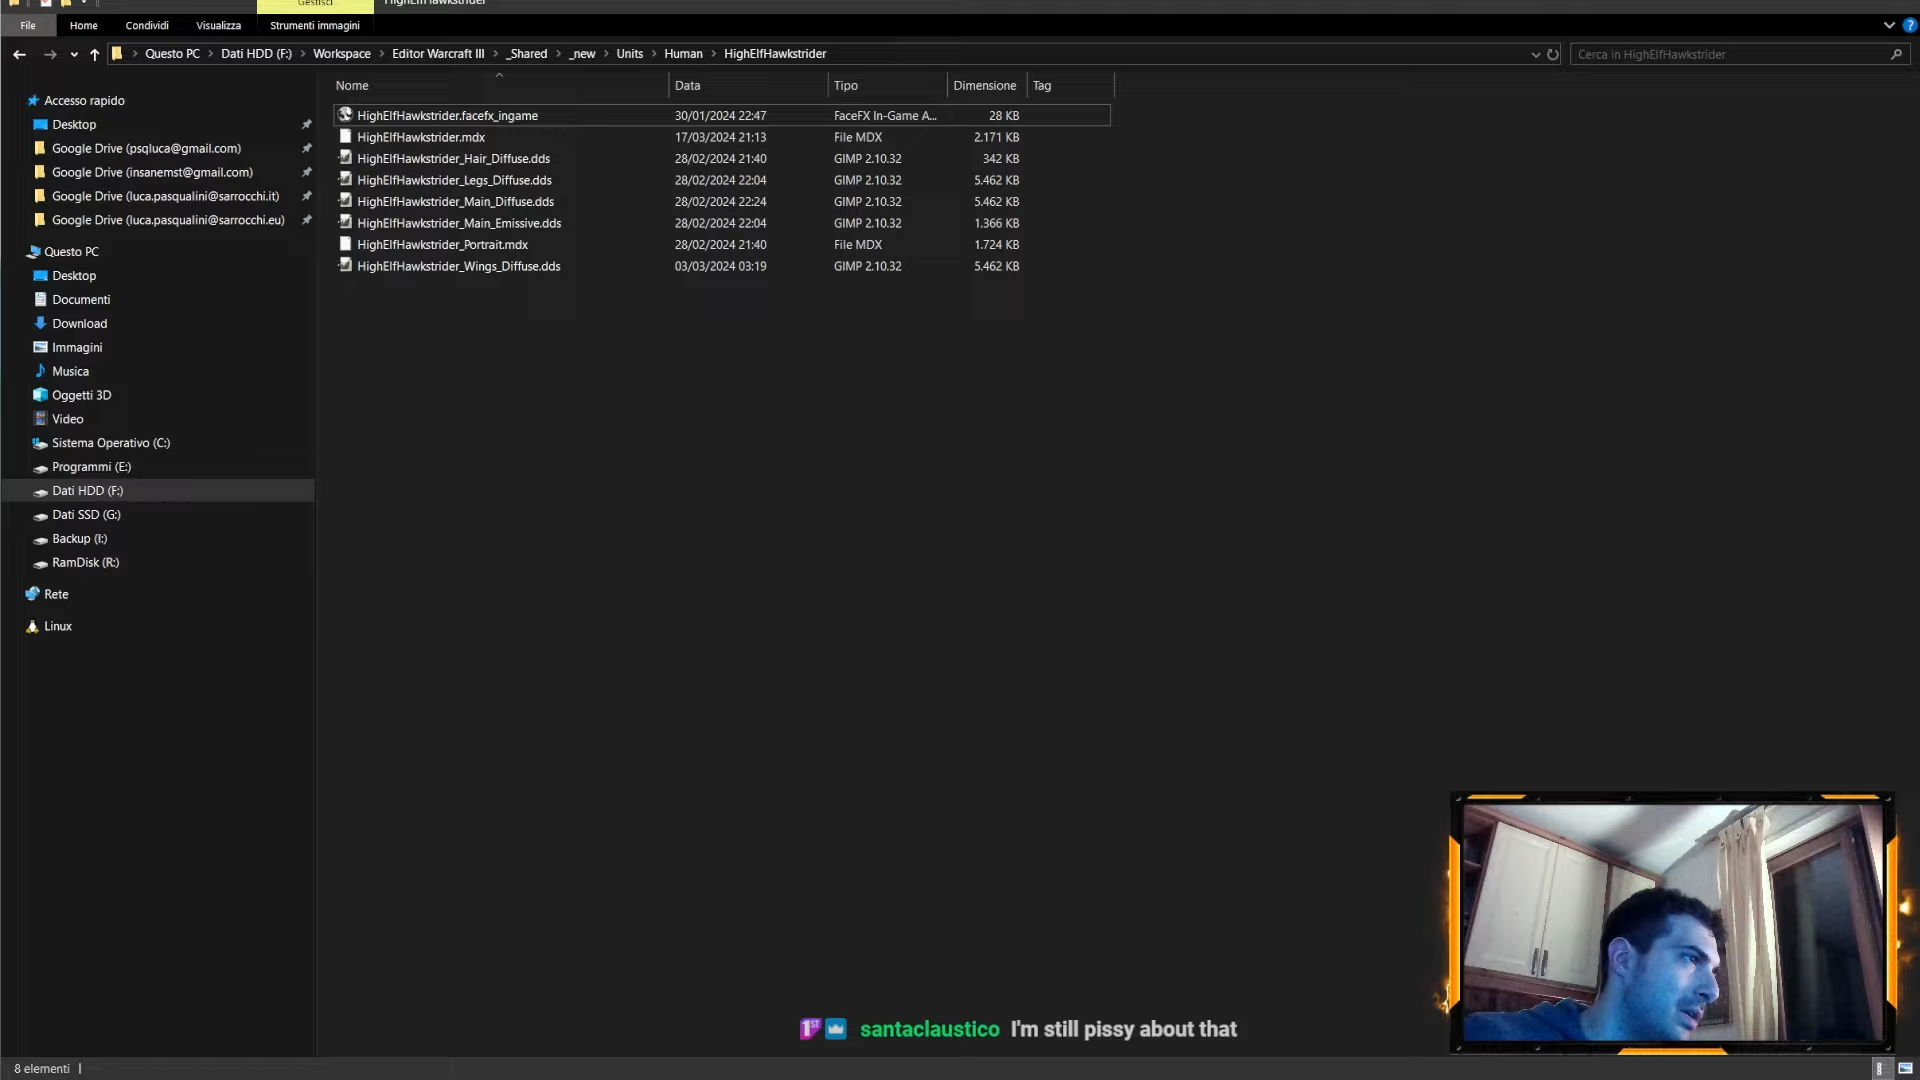 Gestisci
HighElfHawkstrider
File
Home
Condividi
Visualizza
Strumenti immagini
Questo PC
Dati HDD (F:)
Workspace
Editor Warcraft III
_Shared
_new
Units
Human
HighElfHawkstrider
Cerca in HighElfHawkstrider
Nome
Data
Tipo
Dimensione
Tag
HighElfHawkstrider.facefx_ingame 30/01/2024 22:47 FaceFX In-Game A... 28 KB
HighElfHawkstrider.mdx 17/03/2024 21:13 File MDX 2.171 KB
HighElfHawkstrider_Hair_Diffuse.dds 28/02/2024 21:40 GIMP 2.10.32 342 KB
HighElfHawkstrider_Legs_Diffuse.dds 28/02/2024 22:04 GIMP 2.10.32 5.462 KB
HighElfHawkstrider_Main_Diffuse.dds 28/02/2024 22:24 GIMP 2.10.32 5.462 KB
HighElfHawkstrider_Main_Emissive.dds 28/02/2024 22:04 GIMP 2.10.32 1.366 KB
HighElfHawkstrider_Portrait.mdx 28/02/2024 21:40 File MDX 1.724 KB
HighElfHawkstrider_Wings_Diffuse.dds 03/03/2024 03:19 GIMP 2.10.32 5.462 KB
Accesso rapido
Desktop
Google Drive (psqluca@gmail.com)
Google Drive (insanemst@gmail.com)
Google Drive (luca.pasqualini@sarrocchi.it)
Google Drive (luca.pasqualini@sarrocchi.eu)
Questo PC
Desktop
Documenti
Download
Immagini
Musica
Oggetti 3D
Video
Sistema Operativo (C:)
Programmi (E:)
Dati HDD (F:)
Dati SSD (G:)
Backup (I:)
RamDisk (R:)
Rete
Linux
1ST santaclaustico I'm still pissy about that
8 elementi